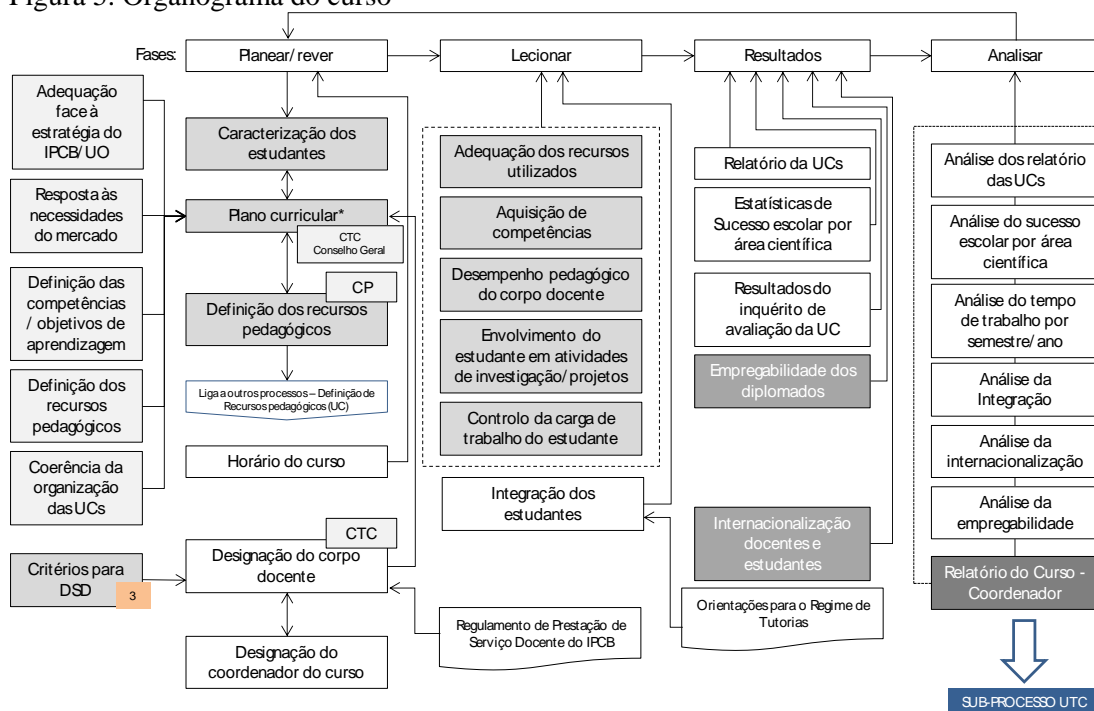 Figura 3: Organograma do curso
Fases:
Planear/ rever
Lecionar
Resultados
Analisar
Adequação
face à
estratégia do
IPCB/ UO
Resposta às
necessidades
do mercado
Definição das
competências
/ objetivos de
aprendizagem
Definição dos
recursos
pedagógicos
Coerência da
organização
das UCs
Critérios para
DSD
3
Caracterização dos
estudantes
Plano curricular*
CTC
Conselho Geral
CP
Definição dos recursos
pedagógicos
Liga a outros processos – Definição de
Recursos pedagógicos (UC)
Horário do curso
CTC
Designação do corpo
docente
Designação do
coordenador do curso
Adequação dos recursos
utilizados
Aquisição de
competências
Desempenho pedagógico
do corpo docente
Envolvimento do
estudante em atividades
de investigação/ projetos
Controlo da carga de
trabalho do estudante
Integração dos
estudantes
Regulamento de Prestação de
Serviço Docente do IPCB
Relatório da UCs
Estatísticas de
Sucesso escolar por
área científica
Resultados do
inquérito de
avaliação da UC
Empregabilidade dos
diplomados
Internacionalização
docentes e
estudantes
Orientações para o Regime de
Tutorias
Análise dos relatório
das UCs
Análise do sucesso
escolar por área
científica
Análise do tempo
de trabalho por
semestre/ ano
Análise da
Integração
Análise da
internacionalização
Análise da
empregabilidade
Relatório do Curso -
Coordenador
SUB-PROCESSO UTC